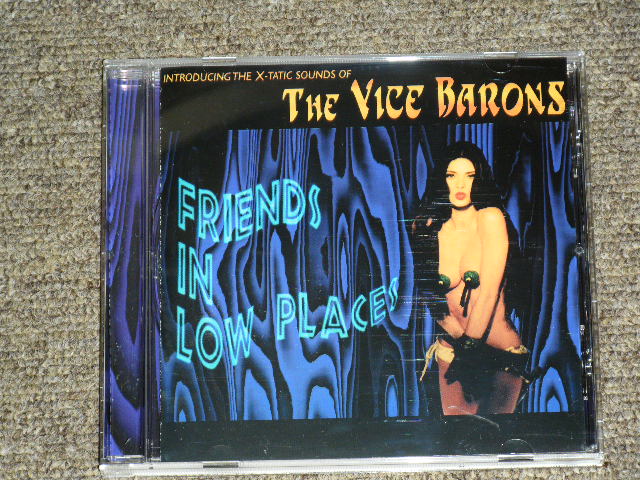 INTRODUCING THE X-TATIC SOUNDS OF
THE VICE BARONS
FRIENDS
IN
LOW PLACES